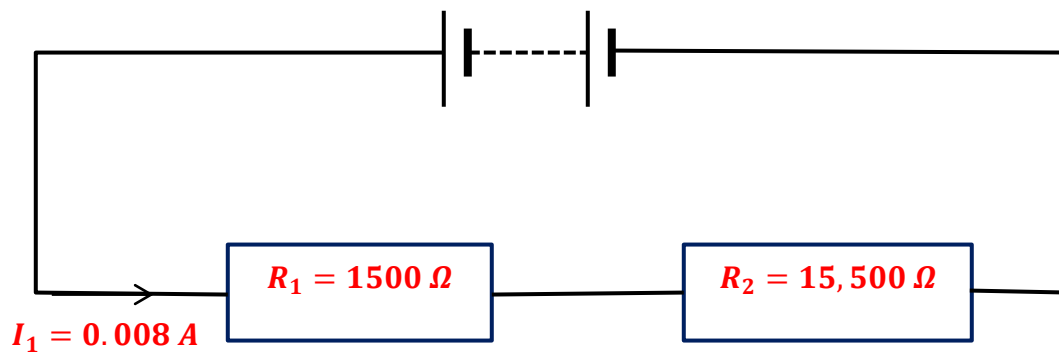 R₁ = 1500 Ω
R₂ = 15,500 Ω
I₁ = 0.008 A